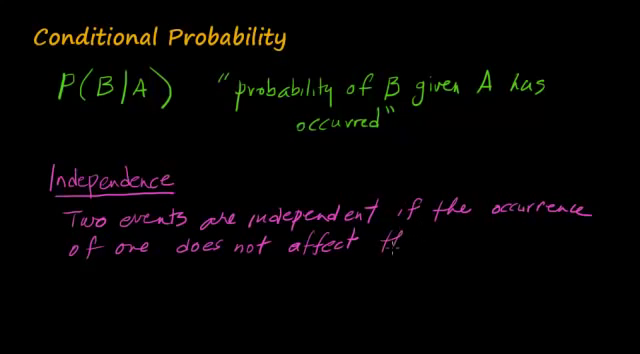 Conditional Probability
P(B|A) "probability of B given A has
occurred"
Independence
Two events are independent if the occurrence
of one does not affect th